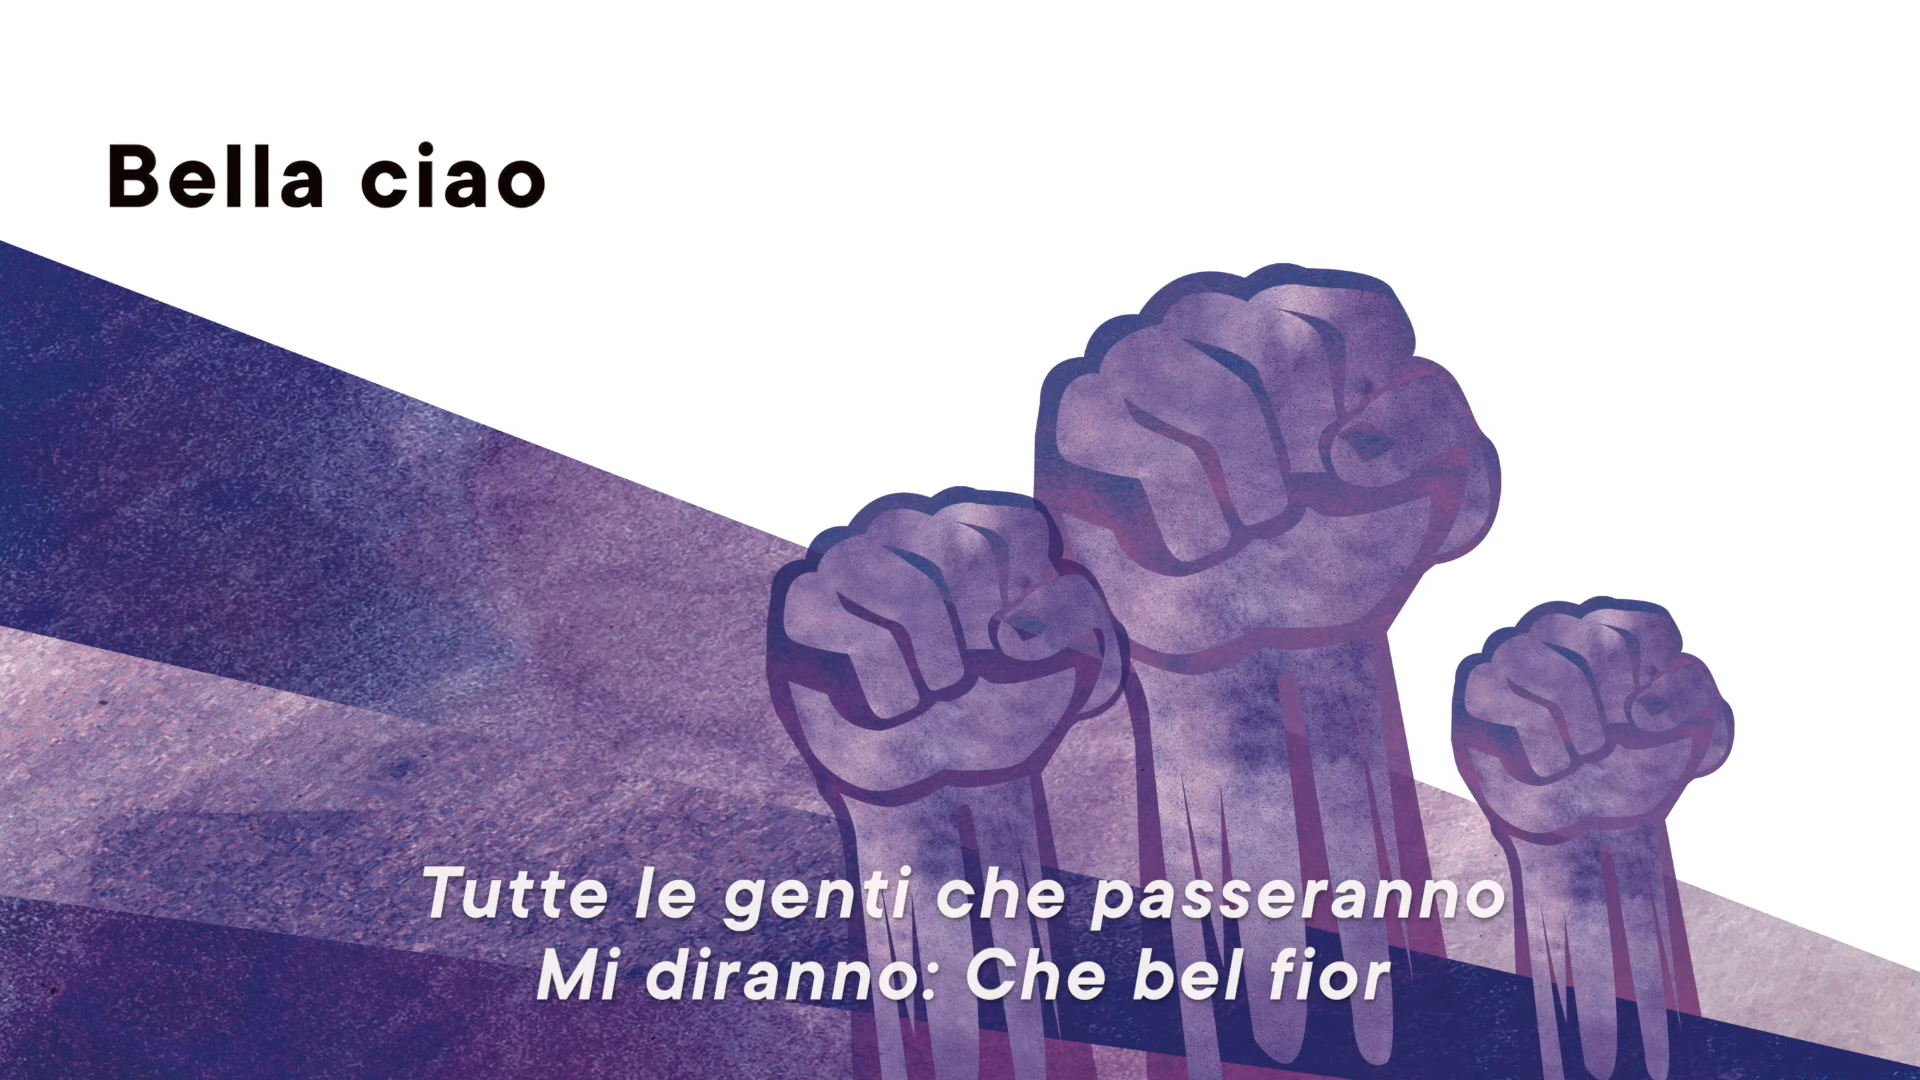 Bella ciao
Tutte le genti che passeranno
Mi diranno: Che bel fior